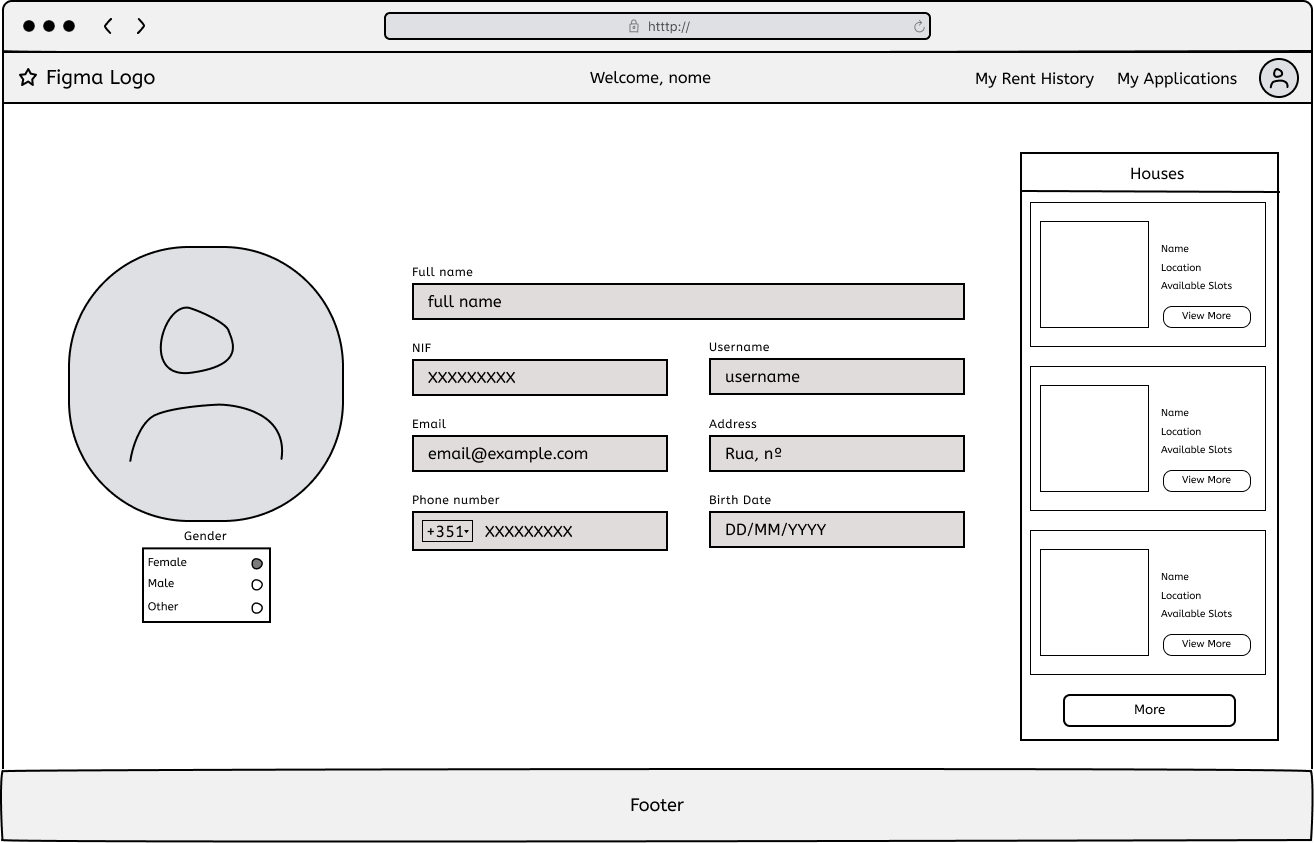 htttp://
Figma Logo
Welcome, nome
My Rent History
My Applications
Houses
Name
Location
Available Slots
View More
Name
Location
Available Slots
View More
Name
Location
Available Slots
View More
More
Full name
full name
NIF
XXXXXXXXX
Username
username
Email
email@example.com
Address
Rua, nº
Phone number
+351
XXXXXXXXX
Birth Date
DD/MM/YYYY
Gender
Female
Male
Other
Footer